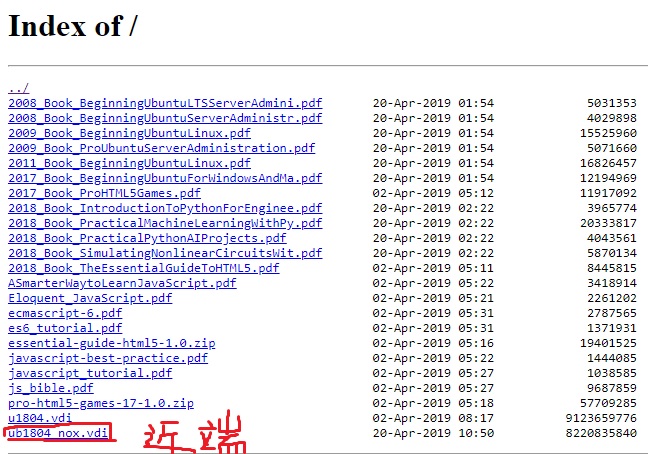 Index of /
../
2008_Book_BeginningUbuntuLTSServerAdmini.pdf 20-Apr-2019 01:54 5031353
2008_Book_BeginningUbuntuServerAdministr.pdf 20-Apr-2019 01:54 4029898
2009_Book_BeginningUbuntuLinux.pdf 20-Apr-2019 01:54 15525960
2009_Book_ProUbuntuServerAdministration.pdf 20-Apr-2019 01:54 5071660
2011_Book_BeginningUbuntuLinux.pdf 20-Apr-2019 01:54 16826457
2017_Book_BeginningUbuntuForWindowsAndMa.pdf 20-Apr-2019 01:54 12194969
2017_Book_ProHTML5Games.pdf 02-Apr-2019 05:12 11917092
2018_Book_IntroductionToPythonForEnginee.pdf 20-Apr-2019 02:22 3965774
2018_Book_PracticalMachineLearningWithPy.pdf 20-Apr-2019 02:22 20333817
2018_Book_PracticalPythonAIProjects.pdf 20-Apr-2019 02:22 4043561
2018_Book_SimulatingNonlinearCircuitsWit.pdf 20-Apr-2019 02:22 5870134
2018_Book_TheEssentialGuideToHTML5.pdf 02-Apr-2019 05:11 8445815
ASmarterWaytoLearnJavaScript.pdf 02-Apr-2019 05:22 3418914
Eloquent_JavaScript.pdf 02-Apr-2019 05:21 2261202
ecmascript-6.pdf 02-Apr-2019 05:31 2787565
es6_tutorial.pdf 02-Apr-2019 05:31 1371931
essential-guide-html5-1.0.zip 02-Apr-2019 05:16 19401525
javascript-best-practice.pdf 02-Apr-2019 05:22 1444085
javascript_tutorial.pdf 02-Apr-2019 05:27 1038585
js_bible.pdf 02-Apr-2019 05:27 9687859
pro-html5-games-17-1.0.zip 02-Apr-2019 05:18 57709285
u1804.vdi 02-Apr-2019 08:17 9123659776
ub1804_nox.vdi 20-Apr-2019 10:50 8220835840
近端